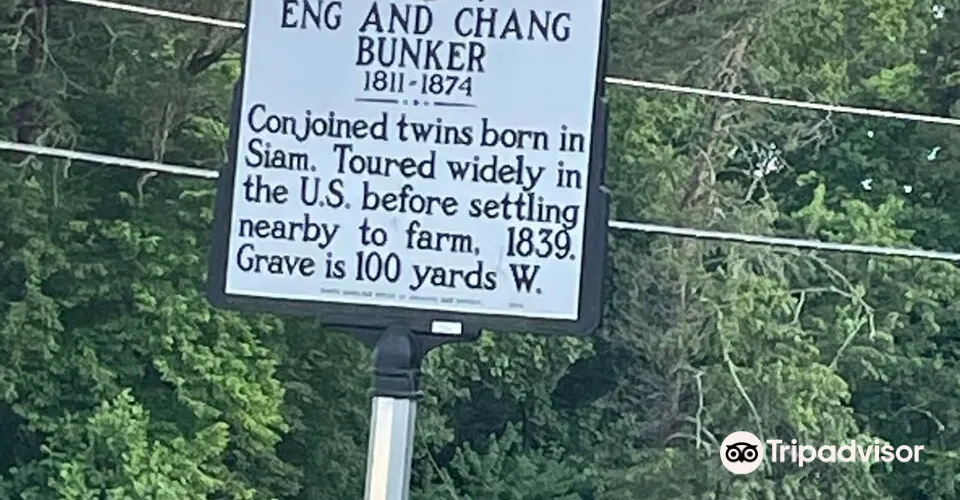 ENG AND CHANG
BUNKER
1811-1874
Conjoined twins born in
Siam. Toured widely in
the U.S. before settling
nearby to farm, 1839.
Grave is 100 yards W.
Tripadvisor